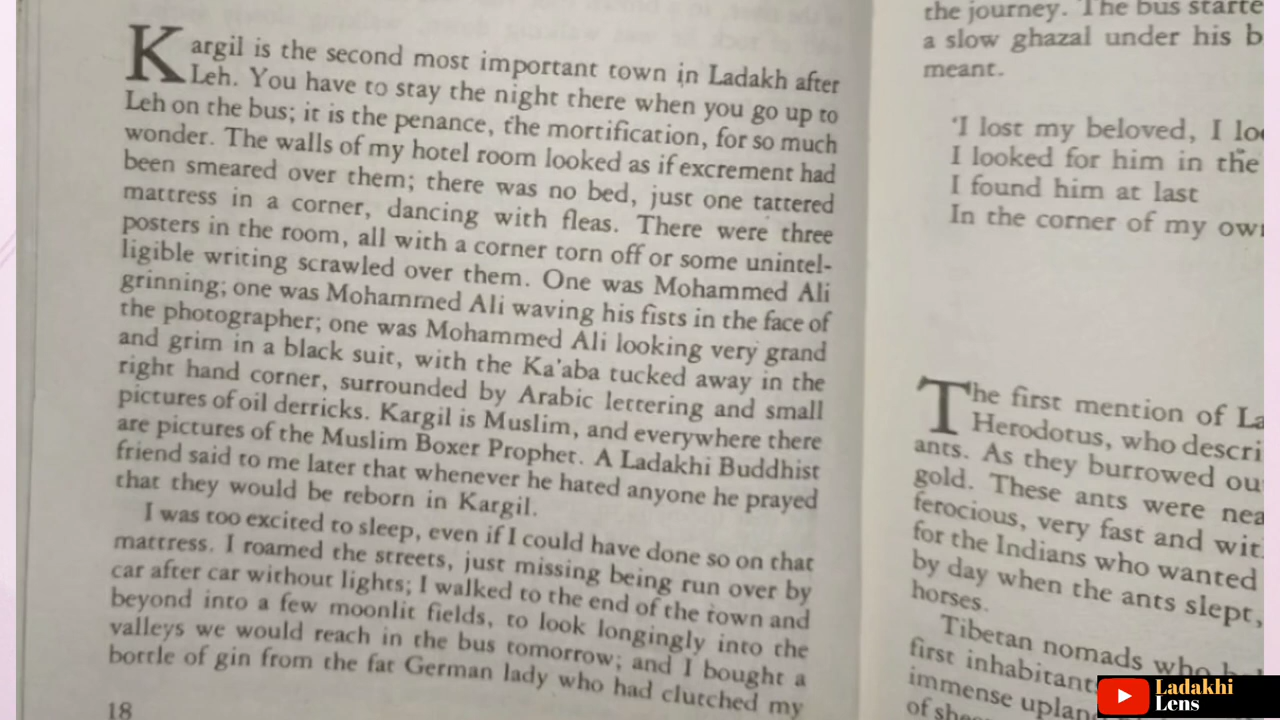 Kargil is the second most important town in Ladakh after
Leh. You have to stay the night there when you go up to
Leh on the bus; it is the penance, the mortification, for so much
wonder. The walls of my hotel room looked as if excrement had
been smeared over them; there was no bed, just one tattered
mattress in a corner, dancing with fleas. There were three
posters in the room, all with a corner torn off or some unintel-
ligible writing scrawled over them. One was Mohammed Ali
grinning; one was Mohammed Ali waving his fists in the face of
the photographer; one was Mohammed Ali looking very grand
and grim in a black suit, with the Ka'aba tucked away in the
right hand corner, surrounded by Arabic lettering and small
pictures of oil derricks. Kargil is Muslim, and everywhere there
are pictures of the Muslim Boxer Prophet. A Ladakhi Buddhist
friend said to me later that whenever he hated anyone he prayed
that they would be reborn in Kargil.
I was too excited to sleep, even if I could have done so on that
mattress. I roamed the streets, just missing being run over by
car after car without lights; I walked to the end of the town and
beyond into a few moonlit fields, to look longingly into the
valleys we would reach in the bus tomorrow; and I bought a
bottle of gin from the fat German lady who had clutched my
18
the journey. The bus starte
a slow ghazal under his b
meant.
'I lost my beloved, I loo
I looked for him in the
I found him at last
In the corner of my own
The first mention of La
Herodotus, who descri
ants. As they burrowed ou
gold. These ants were nea
ferocious, very fast and wit
for the Indians who wanted
by day when the ants slept,
horses.
Tibetan nomads who
first inhabitants
immense uplan
of shee
Ladakhi
Lens